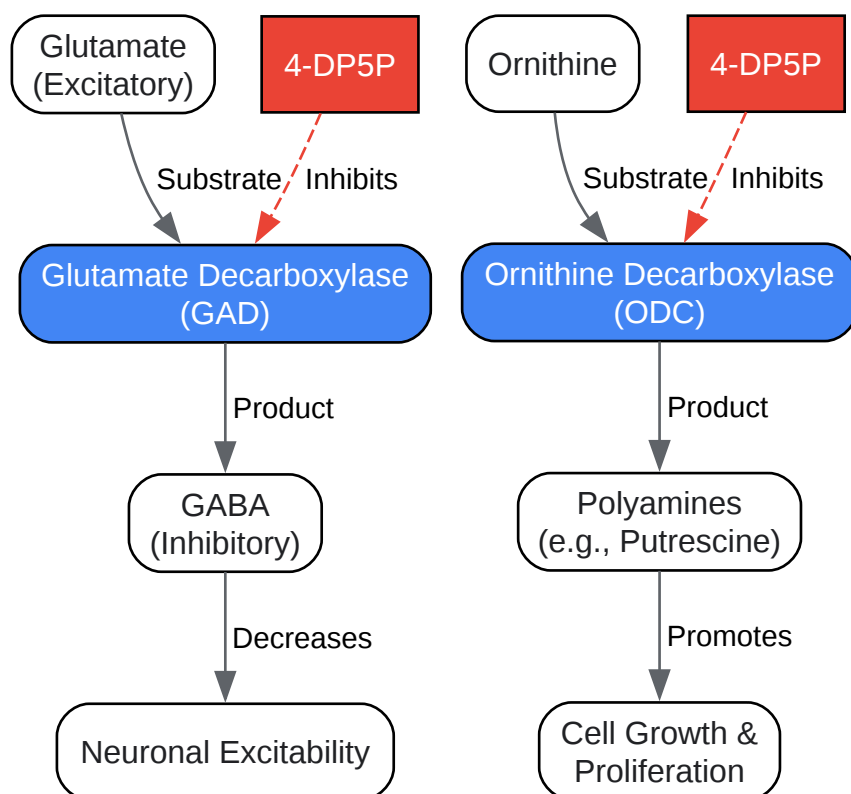 Glutamate
(Excitatory)
4-DP5P
Substrate
Inhibits
Glutamate Decarboxylase
(GAD)
Product
GABA
(Inhibitory)
Decreases
Neuronal Excitability
Ornithine
4-DP5P
Substrate
Inhibits
Ornithine Decarboxylase
(ODC)
Product
Polyamines
(e.g., Putrescine)
Promotes
Cell Growth &
Proliferation